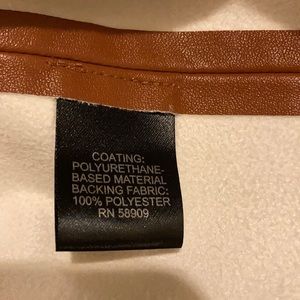 COATING:
POLYURETHANE-
BASED MATERIAL
BACKING FABRIC:
100% POLYESTER
RN 58909